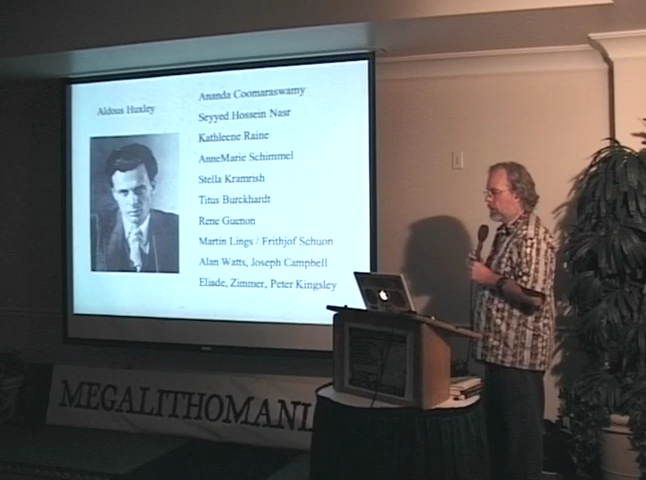 Aldous Huxley
Ananda Coomaraswamy
Seyyed Hossein Nasr
Kathleene Raine
AnneMarie Schimmel
Stella Kramrish
Titus Burckhardt
Rene Guenon
Martin Lings / Frithjof Schuon
Alan Watts, Joseph Campbell
Eliade, Zimmer, Peter Kingsley
MEGALITHOMANI